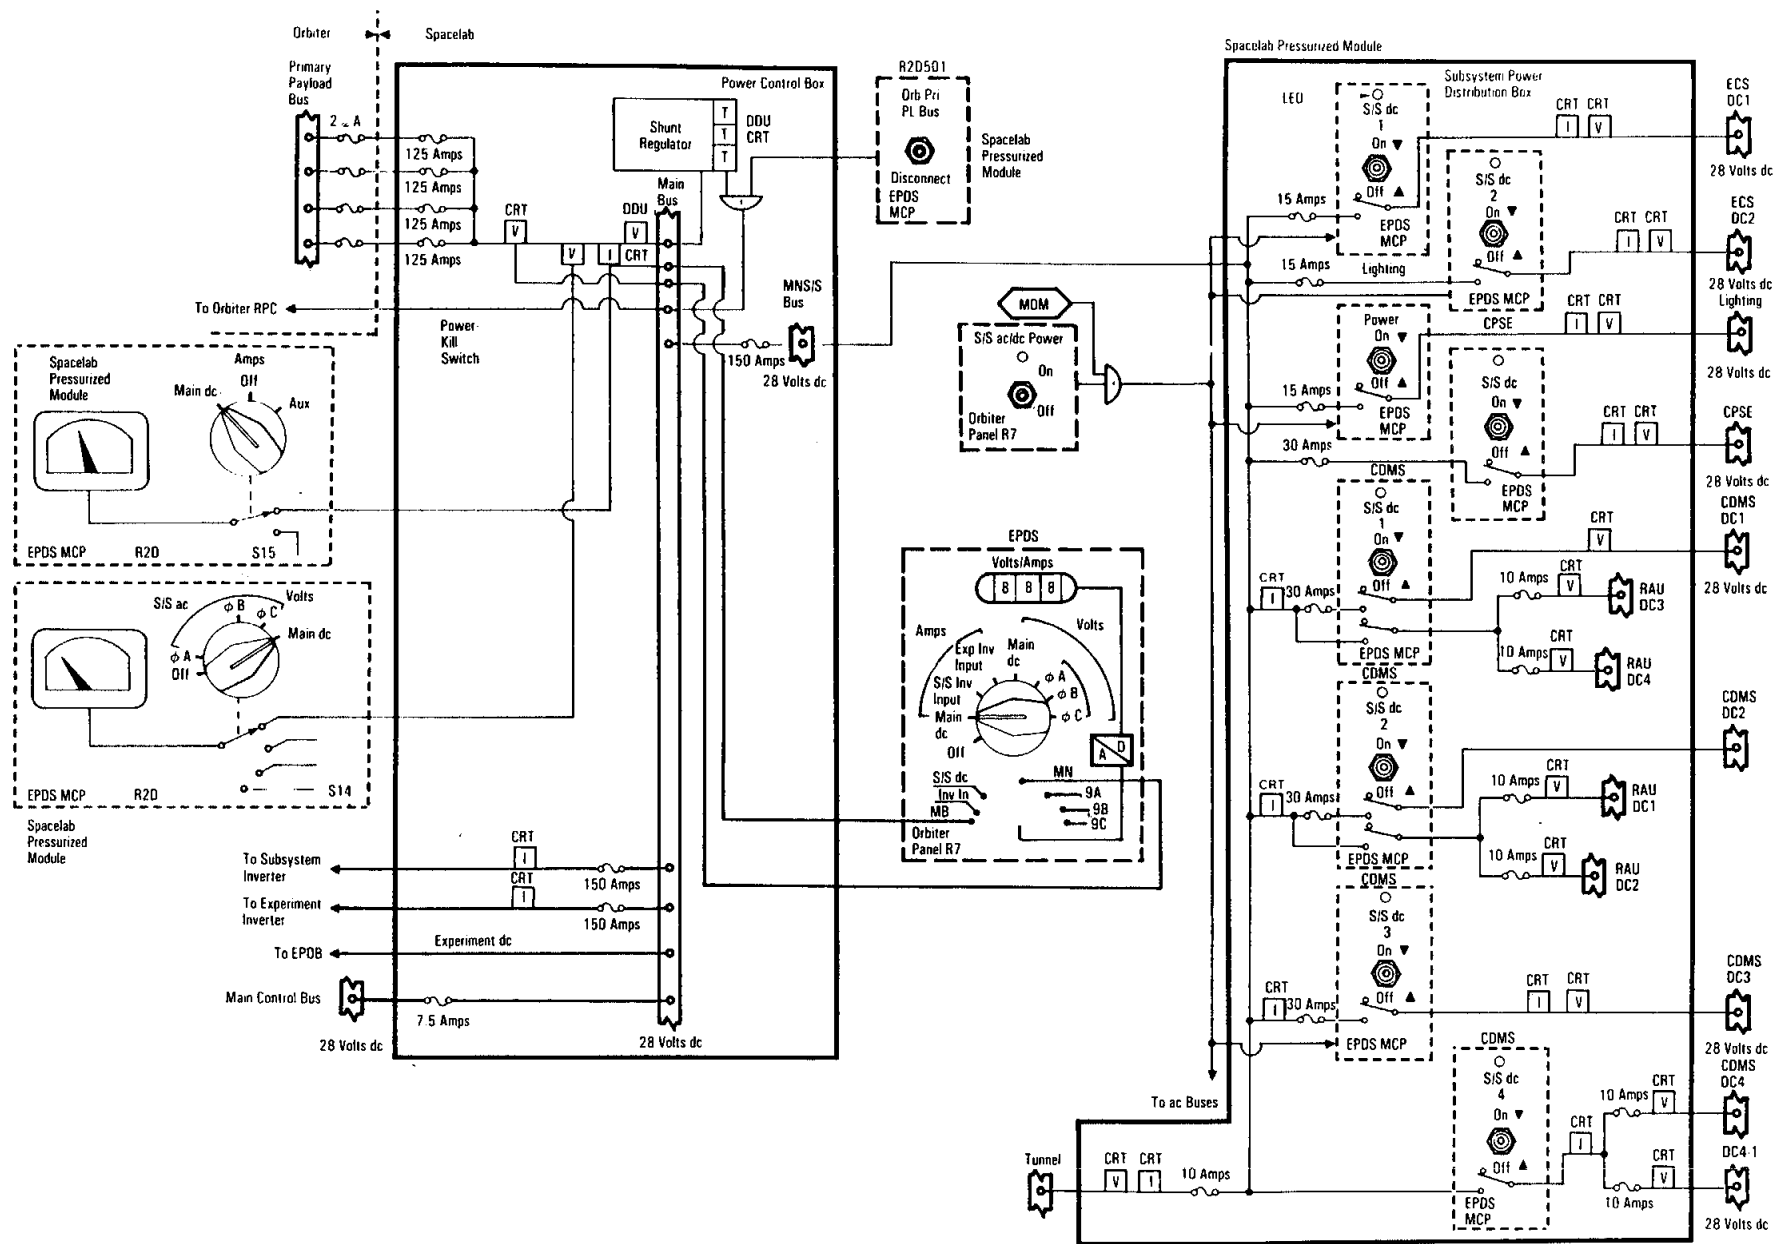 Orbiter
Spacelab
Primary
Payload
Bus
2 A
125 Amps
125 Amps
125 Amps
125 Amps
Power Control Box
Shunt
Regulator
T
T
T
DDU
CRT
Main
Bus
CRT
V
V
I
DDU
V
CRT
To Orbiter RPC
Power-
Kill
Switch
MNS/S
Bus
150 Amps
28 Volts dc
R2D501
Orb Pri
PL Bus
Disconnect
EPDS
MCP
Spacelab
Pressurized
Module
MDM
S/S ac/dc Power
On
Off
Orbiter
Panel R7
Spacelab
Pressurized
Module
Amps
Off
Main dc
Aux
EPDS MCP
R2D
S15
S/S ac
Volts
ϕ B
ϕ C
Main dc
ϕ A
Off
EPDS MCP
R2D
S14
Spacelab
Pressurized
Module
To Subsystem
Inverter
CRT
I
150 Amps
To Experiment
Inverter
CRT
I
150 Amps
To EPDB
Experiment dc
Main Control Bus
7.5 Amps
28 Volts dc
28 Volts dc
EPDS
Volts/Amps
8 8 8
Amps
Volts
Exp Inv
Input
Main
dc
S/S Inv
Input
ϕ A
ϕ B
ϕ C
Main
dc
Off
A
D
S/S dc
Inv In
MB
MN
9A
9B
9C
Orbiter
Panel R7
Spacelab Pressurized Module
Subsystem Power
Distribution Box
LEO
S/S dc
1
On
Off
EPDS
MCP
15 Amps
CRT CRT
I V
ECS
DC1
28 Volts dc
S/S dc
2
On
Off
EPDS MCP
15 Amps
Lighting
CRT CRT
I V
ECS
DC2
28 Volts dc
Lighting
Power
On
Off
EPDS
MCP
15 Amps
CPSE
CRT CRT
I V
28 Volts dc
S/S dc
On
Off
EPDS
MCP
30 Amps
CRT CRT
I V
CPSE
28 Volts dc
CDMS
S/S dc
1
On
Off
EPDS MCP
CRT
I
30 Amps
CRT
V
CDMS
DC1
28 Volts dc
10 Amps
CRT
V
RAU
DC3
10 Amps
CRT
V
RAU
DC4
CDMS
S/S dc
2
On
Off
EPDS MCP
CRT
I
30 Amps
CDMS
DC2
10 Amps
CRT
V
RAU
DC1
10 Amps
CRT
V
RAU
DC2
CDMS
S/S dc
3
On
Off
EPDS MCP
CRT
I
30 Amps
CRT CRT
I V
CDMS
DC3
28 Volts dc
CDMS
S/S dc
4
On
Off
EPDS
MCP
CRT
I
10 Amps
CRT
V
CDMS
DC4
10 Amps
CRT
V
DC4-1
28 Volts dc
To ac Buses
Tunnel
CRT CRT
V I
10 Amps